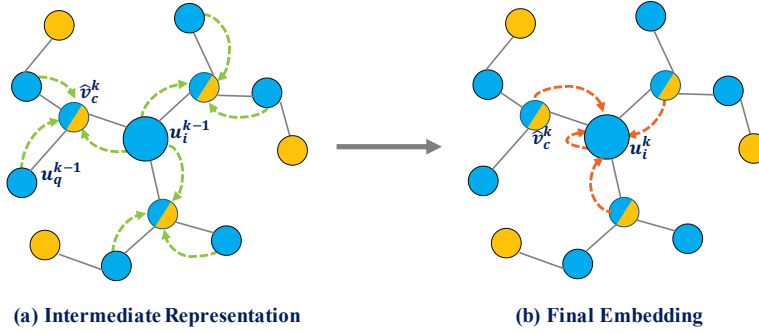 v̂_c^k
u_i^{k-1}
u_q^{k-1}
v̂_c^k
u_i^k
(a) Intermediate Representation
(b) Final Embedding